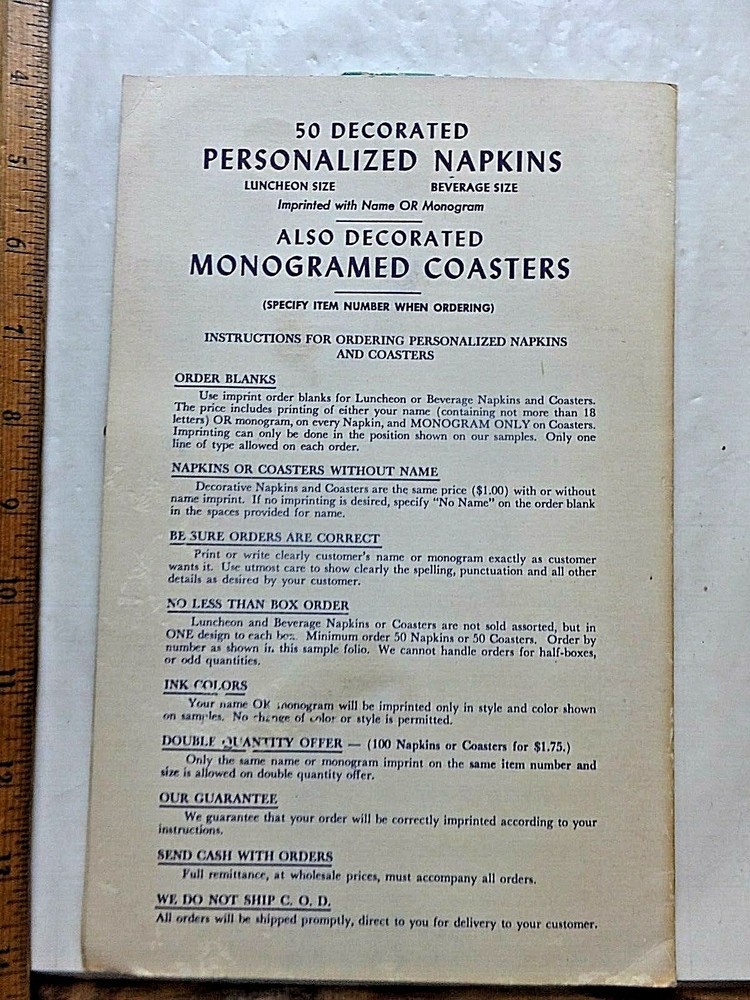 50 DECORATED
PERSONALIZED NAPKINS
LUNCHEON SIZE BEVERAGE SIZE
Imprinted with Name OR Monogram
ALSO DECORATED
MONOGRAMED COASTERS
(SPECIFY ITEM NUMBER WHEN ORDERING)
INSTRUCTIONS FOR ORDERING PERSONALIZED NAPKINS
AND COASTERS
ORDER BLANKS
Use imprint order blanks for Luncheon or Beverage Napkins and Coasters.
The price includes printing of either your name (containing not more than 18
letters) OR monogram, on every Napkin, and MONOGRAM ONLY on Coasters.
Imprinting can only be done in the position shown on our samples. Only one
line of type allowed on each order.
NAPKINS OR COASTERS WITHOUT NAME
Decorative Napkins and Coasters are the same price ($1.00) with or without
name imprint. If no imprinting is desired, specify "No Name" on the order blank
in the spaces provided for name.
BE SURE ORDERS ARE CORRECT
Print or write clearly customer's name or monogram exactly as customer
wants it. Use utmost care to show clearly the spelling, punctuation and all other
details as desired by your customer.
NO LESS THAN BOX ORDER
Luncheon and Beverage Napkins or Coasters are not sold assorted, but in
ONE design to each box. Minimum order 50 Napkins or 50 Coasters. Order by
number as shown in this sample folio. We cannot handle orders for half-boxes,
or odd quantities.
INK COLORS
Your name OR monogram will be imprinted only in style and color shown
on samples. No change of color or style is permitted.
DOUBLE QUANTITY OFFER — (100 Napkins or Coasters for $1.75.)
Only the same name or monogram imprint on the same item number and
size is allowed on double quantity offer.
OUR GUARANTEE
We guarantee that your order will be correctly imprinted according to your
instructions.
SEND CASH WITH ORDERS
Full remittance, at wholesale prices, must accompany all orders.
WE DO NOT SHIP C. O. D.
All orders will be shipped promptly, direct to you for delivery to your customer.
4
5
6
7
8
9
10
11
12
13